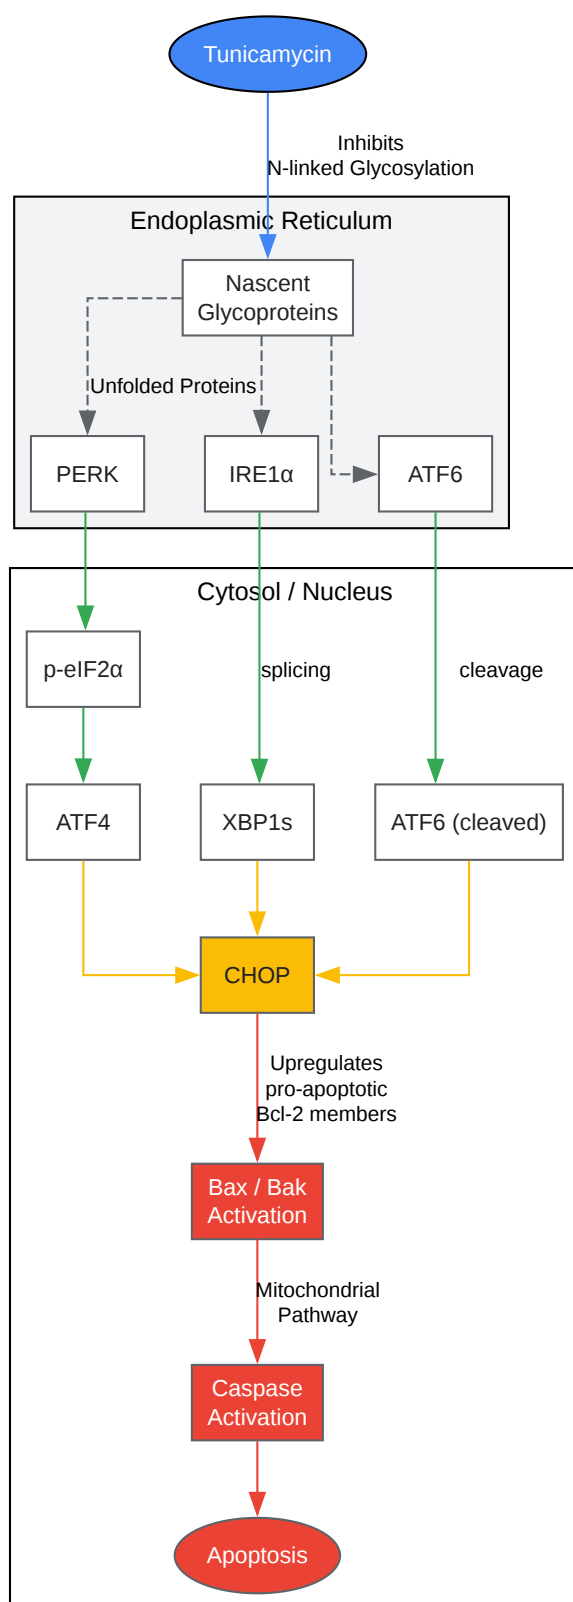 Tunicamycin
Inhibits
N-linked Glycosylation
Endoplasmic Reticulum
Nascent
Glycoproteins
Unfolded Proteins
PERK
IRE1α
ATF6
Cytosol / Nucleus
p-eIF2α
splicing
cleavage
ATF4
XBP1s
ATF6 (cleaved)
CHOP
Upregulates
pro-apoptotic
Bcl-2 members
Bax / Bak
Activation
Mitochondrial
Pathway
Caspase
Activation
Apoptosis